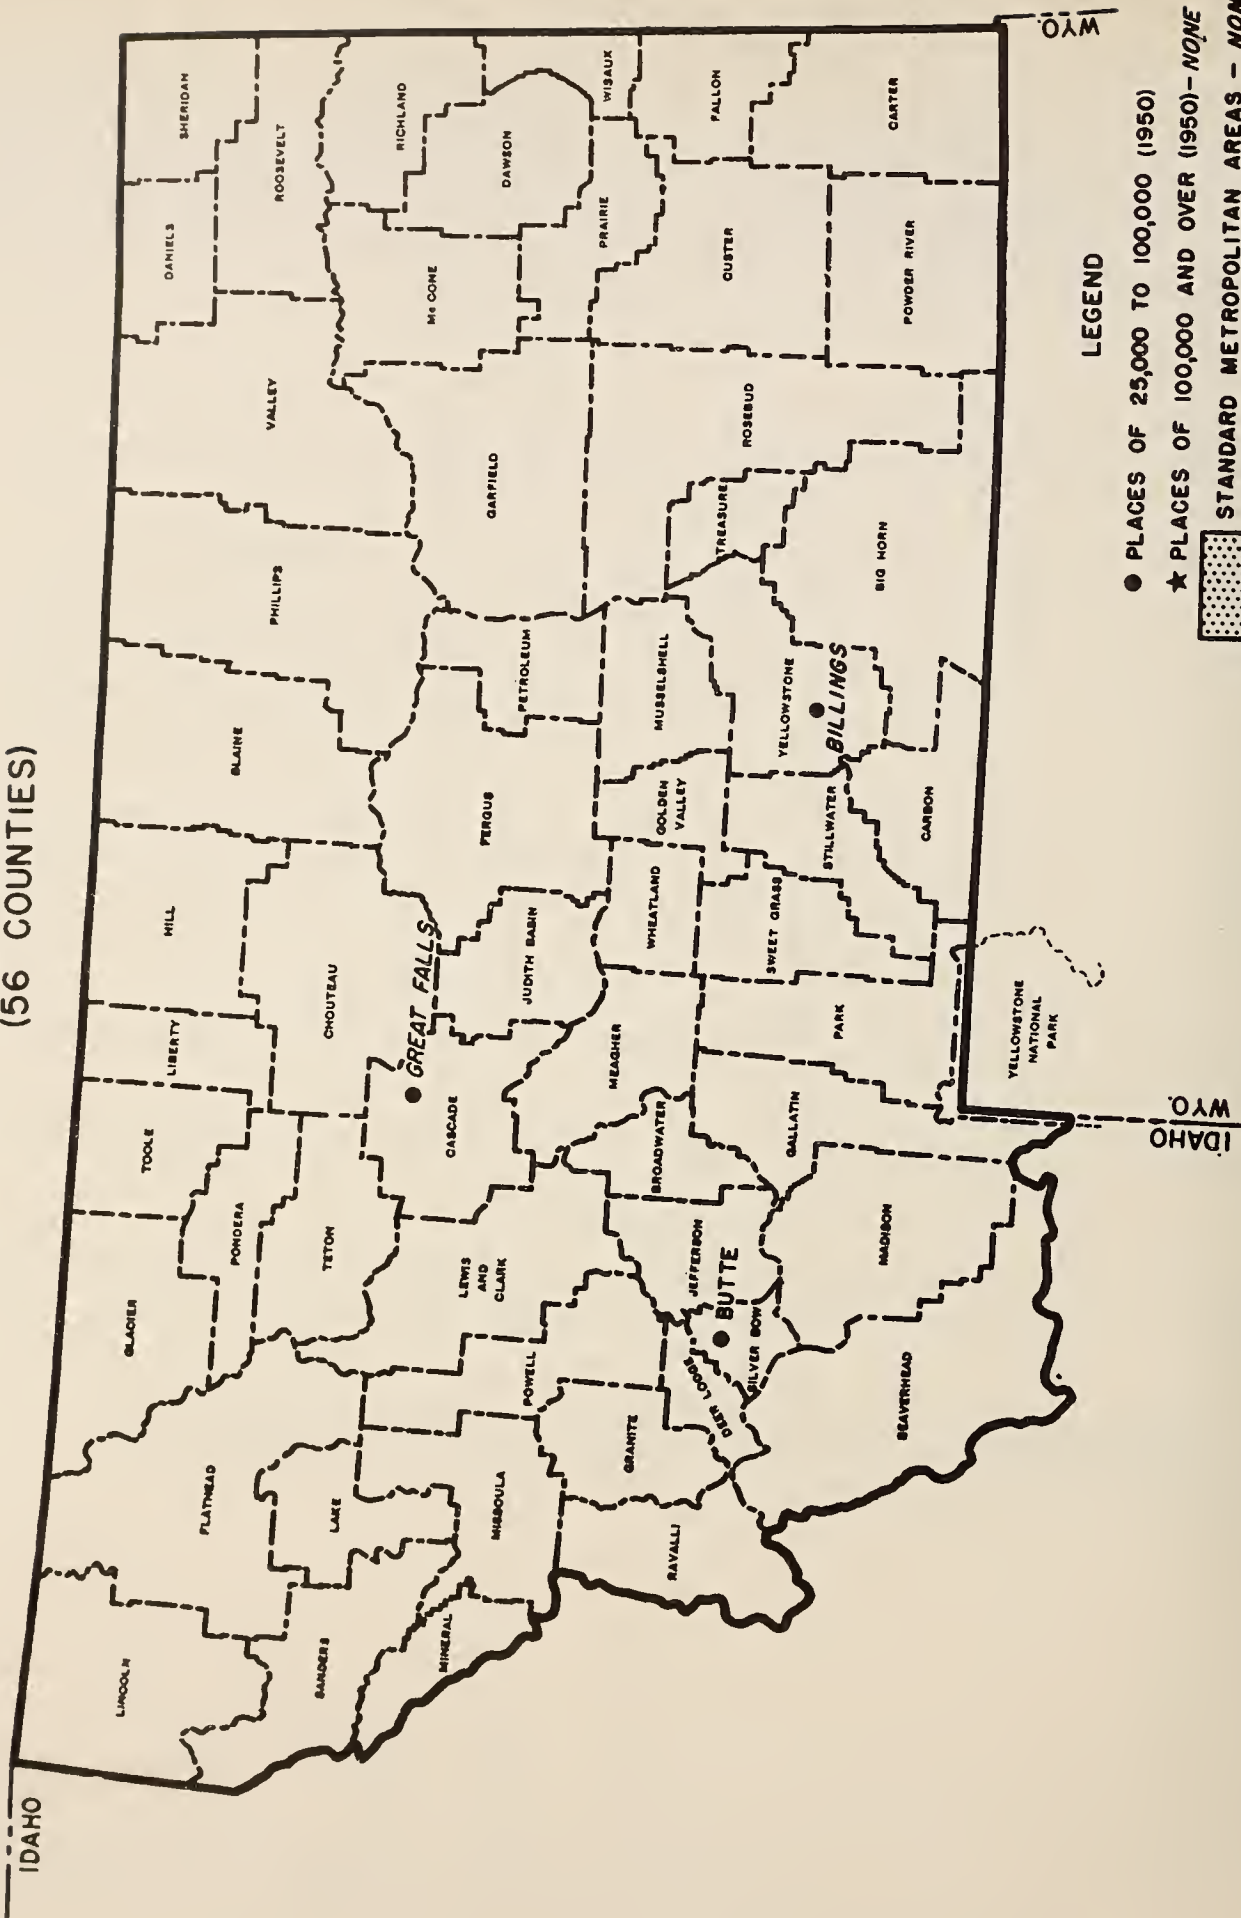 (56 COUNTIES)
IDAHO
LINCOLN
FLATHEAD
GLACIER
TOOLE
LIBERTY
HILL
BLAINE
PHILLIPS
VALLEY
DANIELS
SHERIDAN
ROOSEVELT
SANDERS
LAKE
PONDERA
TETON
CHOUTEAU
MINERAL
MISSOULA
POWELL
LEWIS
AND
CLARK
CASCADE
GREAT FALLS
JUDITH BASIN
FERGUS
PETROLEUM
GARFIELD
McCONE
RICHLAND
DAWSON
PRAIRIE
WIBAUX
RAVALLI
GRANITE
DEER LODGE
SILVER BOW
BUTTE
JEFFERSON
BROADWATER
MEAGHER
WHEATLAND
GOLDEN
VALLEY
MUSSELSHELL
TREASURE
ROSEBUD
CUSTER
FALLON
BEAVERHEAD
MADISON
GALLATIN
PARK
SWEET GRASS
STILLWATER
YELLOWSTONE
BILLINGS
CARBON
BIG HORN
POWDER RIVER
CARTER
YELLOWSTONE
NATIONAL
PARK
IDAHO
WYO.
WYO.
LEGEND
● PLACES OF 25,000 TO 100,000 (1950)
★ PLACES OF 100,000 AND OVER (1950)-NONE
STANDARD METROPOLITAN AREAS - NON